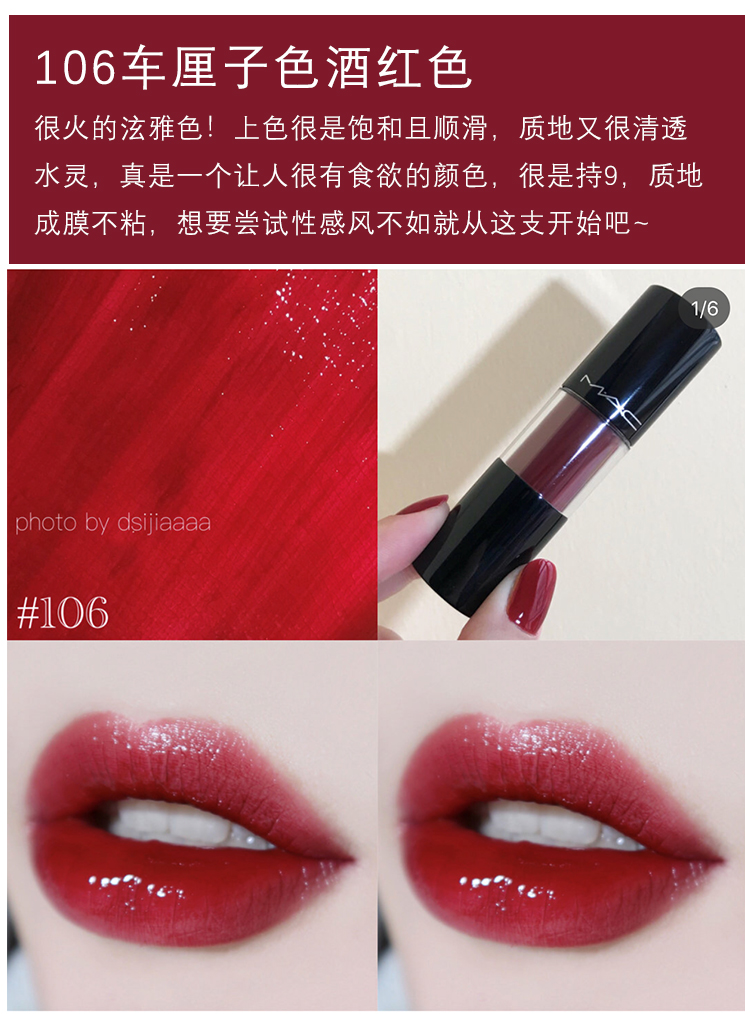 106车厘子色酒红色
很火的泫雅色！上色很是饱和且顺滑，质地又很清透
水灵，真是一个让人很有食欲的颜色，很是持9，质地
成膜不粘，想要尝试性感风不如就从这支开始吧~
1/6
MAC
photo by dsijiaaaa
#106